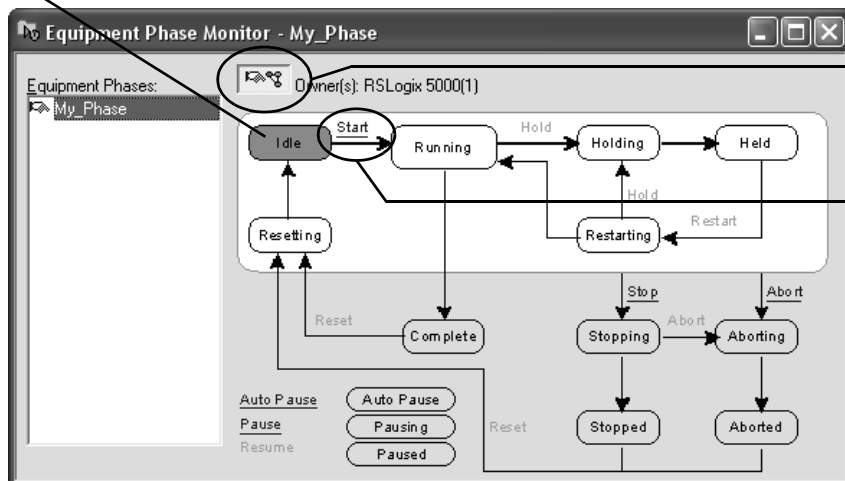 Equipment Phase Monitor - My_Phase
Equipment Phases:
Owner(s): RSLogix 5000(1)
My_Phase
Idle
Start
Running
Hold
Holding
Held
Hold
Restart
Resetting
Restarting
Stop
Abort
Reset
Complete
Stopping
Abort
Aborting
Auto Pause
Auto Pause
Pause
Pausing
Reset
Stopped
Aborted
Resume
Paused